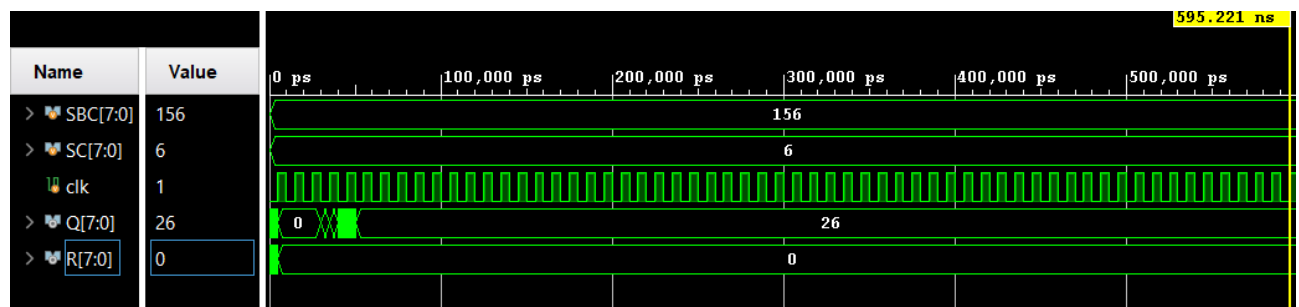 595.221 ns
Name Value 0 ps 100,000 ps 200,000 ps 300,000 ps 400,000 ps 500,000 ps
SBC[7:0] 156 156
SC[7:0] 6 6
clk 1
Q[7:0] 26 0 26
R[7:0] 0 0